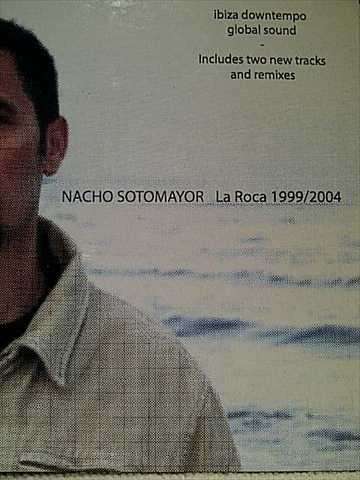 ibiza downtempo
global sound
-
Includes two new tracks
and remixes
NACHO SOTOMAYOR La Roca 1999/2004